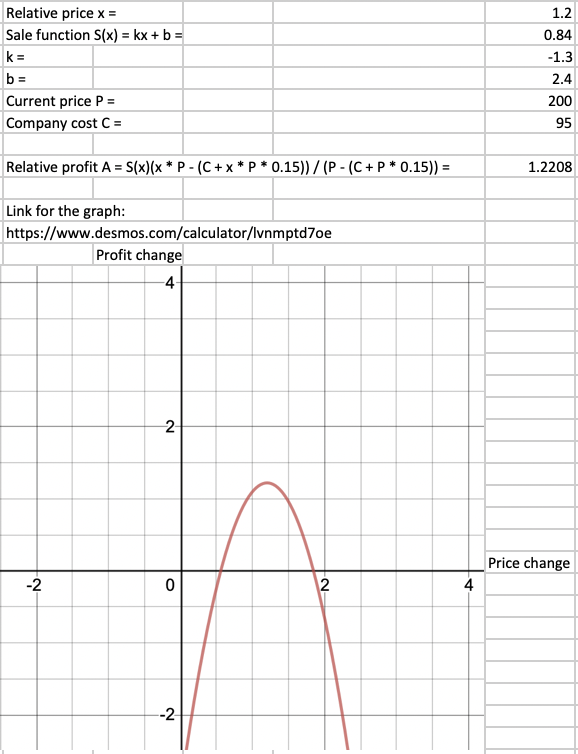 Relative price x = 1.2
Sale function S(x) = kx + b = 0.84
k = -1.3
b = 2.4
Current price P = 200
Company cost C = 95
Relative profit A = S(x)(x * P - (C + x * P * 0.15)) / (P - (C + P * 0.15)) = 1.2208
Link for the graph:
https://www.desmos.com/calculator/lvnmptd7oe
Profit change
4
2
Price change
-2 0 2 4
-2